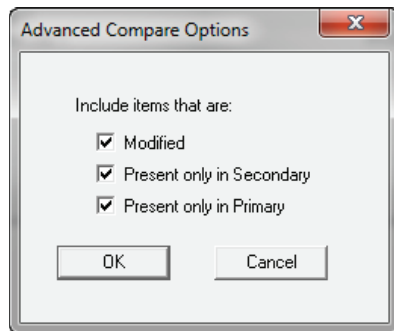 Advanced Compare Options
Include items that are:
Modified
Present only in Secondary
Present only in Primary
OK
Cancel